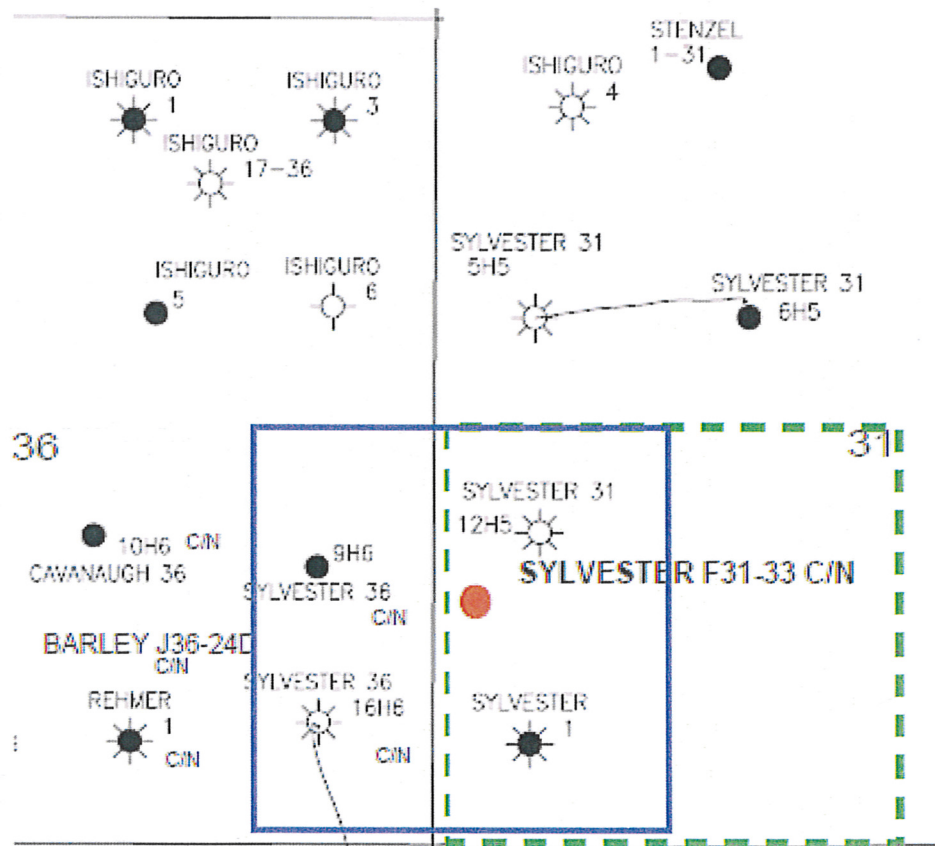 STENZEL
1-31
ISHIGURO
4
ISHIGURO
1
ISHIGURO
3
ISHIGURO
17-36
SYLVESTER 31
5H5
ISHIGURO
5
ISHIGURO
6
SYLVESTER 31
6H5
36
31
SYLVESTER 31
12H5
10H6 C/N
CAVANAUGH 36
9H6
SYLVESTER 36
C/N
SYLVESTER F31-33 C/N
BARLEY J36-24D
C/N
SYLVESTER 36
16H6
C/N
REHMER
1
C/N
SYLVESTER
1